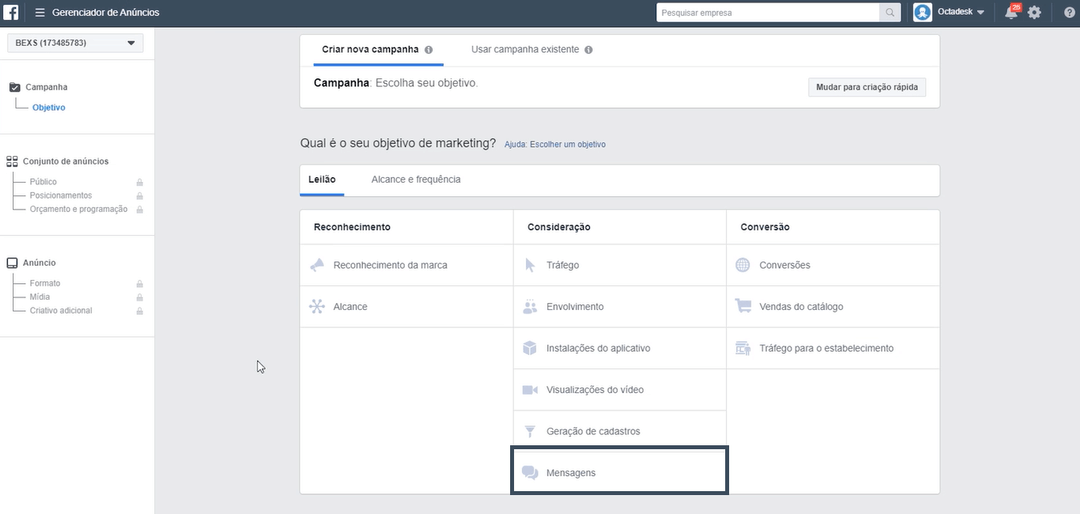 f Gerenciador de Anúncios
Pesquisar empresa
Octadesk
26
BEXS (173485783)
Campanha
Objetivo
Conjunto de anúncios
Público
Posicionamentos
Orçamento e programação
Anúncio
Formato
Mídia
Criativo adicional
Criar nova campanha
Usar campanha existente
Campanha: Escolha seu objetivo.
Mudar para criação rápida
Qual é o seu objetivo de marketing? Ajuda: Escolher um objetivo
Leilão
Alcance e frequência
Reconhecimento
Reconhecimento da marca
Alcance
Consideração
Tráfego
Envolvimento
Instalações do aplicativo
Visualizações do vídeo
Geração de cadastros
Mensagens
Conversão
Conversões
Vendas do catálogo
Tráfego para o estabelecimento